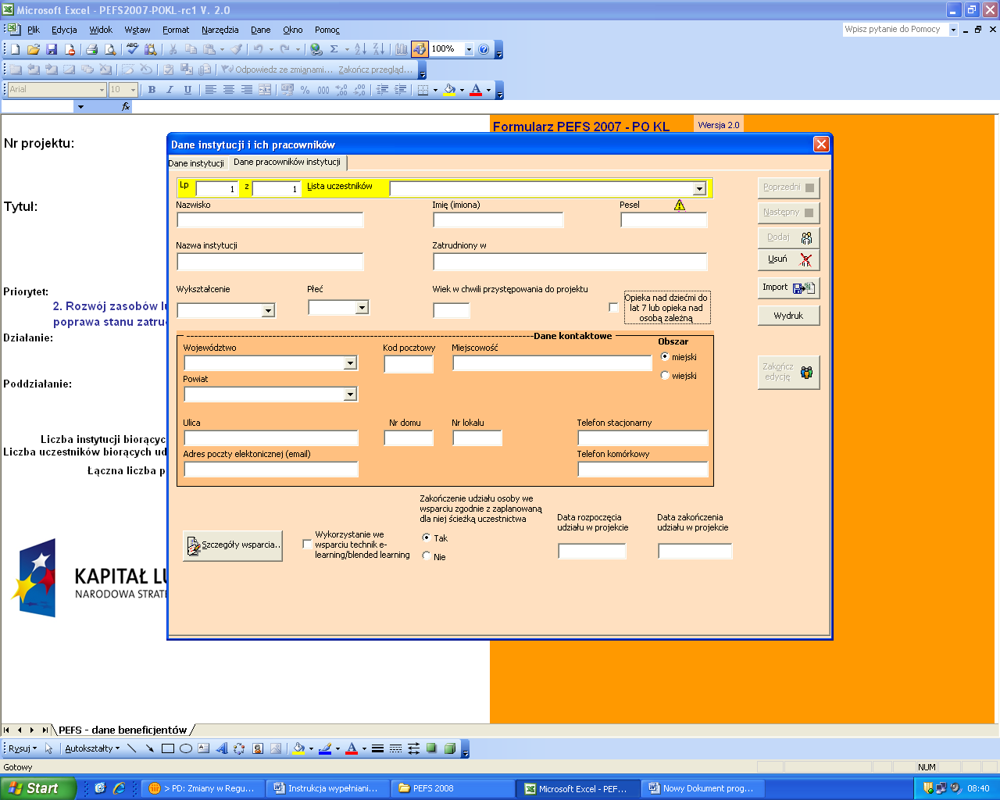 Microsoft Excel - PEFS2007-POKL-rc1 V. 2.0
Plik Edycja Widok Wstaw Format Narzędzia Dane Okno Pomoc
Wpisz pytanie do Pomocy
100%
Odpowiedz ze zmianami... Zakończ przegląd...
Arial 10 B I U
% 000
fx
Formularz PEFS 2007 - PO KL Wersja 2.0
Nr projektu:
Tytuł:
Priorytet:
2. Rozwój zasobów lu
poprawa stanu zatruc
Działanie:
Poddziałanie:
Liczba instytucji biorącyc
Liczba uczestników biorących ud
Łączna liczba p
KAPITAŁ LU
NARODOWA STRATE
Dane instytucji i ich pracowników
Dane instytucji Dane pracowników instytucji
Lp 1 z 1 Lista uczestników
Nazwisko Imię (imiona) Pesel
Nazwa instytucji Zatrudniony w
Wykształcenie Płeć Wiek w chwili przystępowania do projektu
Opieka nad dziećmi do
lat 7 lub opieka nad
osobą zależną
Dane kontaktowe
Województwo Kod pocztowy Miejscowość
Obszar
miejski
wiejski
Powiat
Ulica Nr domu Nr lokalu Telefon stacjonarny
Adres poczty elektonicznej (email) Telefon komórkowy
Szczegóły wsparcia..
Wykorzystanie we
wsparciu technik e-
learning/blended learning
Zakończenie udziału osoby we
wsparciu zgodnie z zaplanowaną
dla niej ścieżką uczestnictwa
Tak
Nie
Data rozpoczęcia
udziału w projekcie
Data zakończenia
udziału w projekcie
Poprzedni
Następny
Dodaj
Usuń
Import
Wydruk
Zakończ
edycję
PEFS - dane beneficjentów
Rysuj Autokształty
Gotowy
NUM
Start
> PD: Zmiany w Regu...
Instrukcja wypełniani...
PEFS 2008
Microsoft Excel - PEF...
Nowy Dokument prog...
08:40